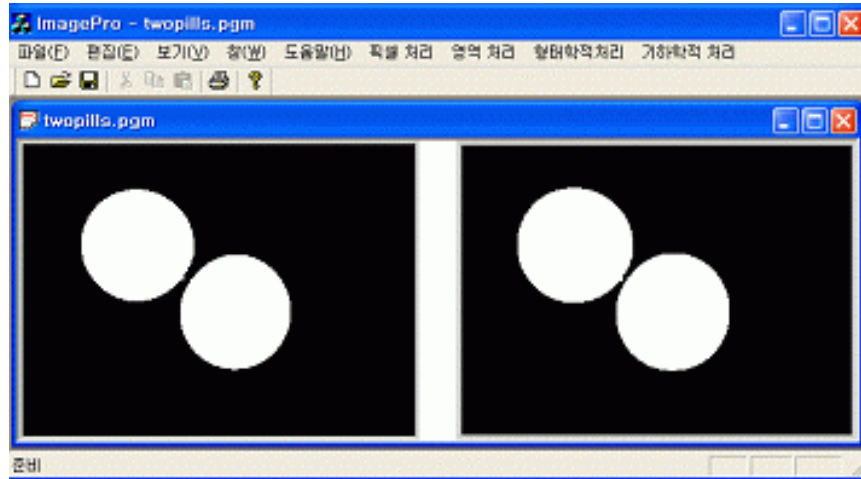 ImagePro - twopills.pgm
파일(F) 편집(E) 보기(V) 창(W) 도움말(H) 픽셀 처리 영역 처리 형태학적처리 기하학적 처리
twopills.pgm
준비